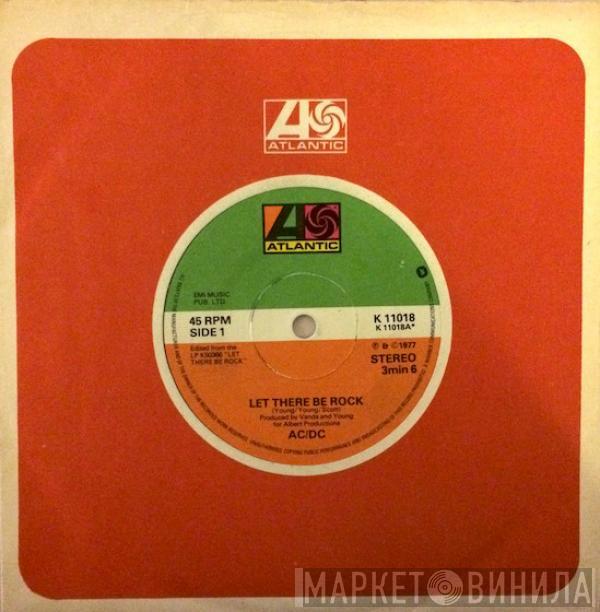 ATLANTIC
ATLANTIC
EMI MUSIC
PUB. LTD
45 RPM
SIDE 1
K 11018
K 11018A*
Edited from the
LP K50366 "LET
THERE BE ROCK"
℗ & ©1977
STEREO
3min 6
LET THERE BE ROCK
(Young/Young/Scott)
Produced by Vanda and Young
for Albert Productions
AC/DC
МАРКЕТ ВИНИЛА